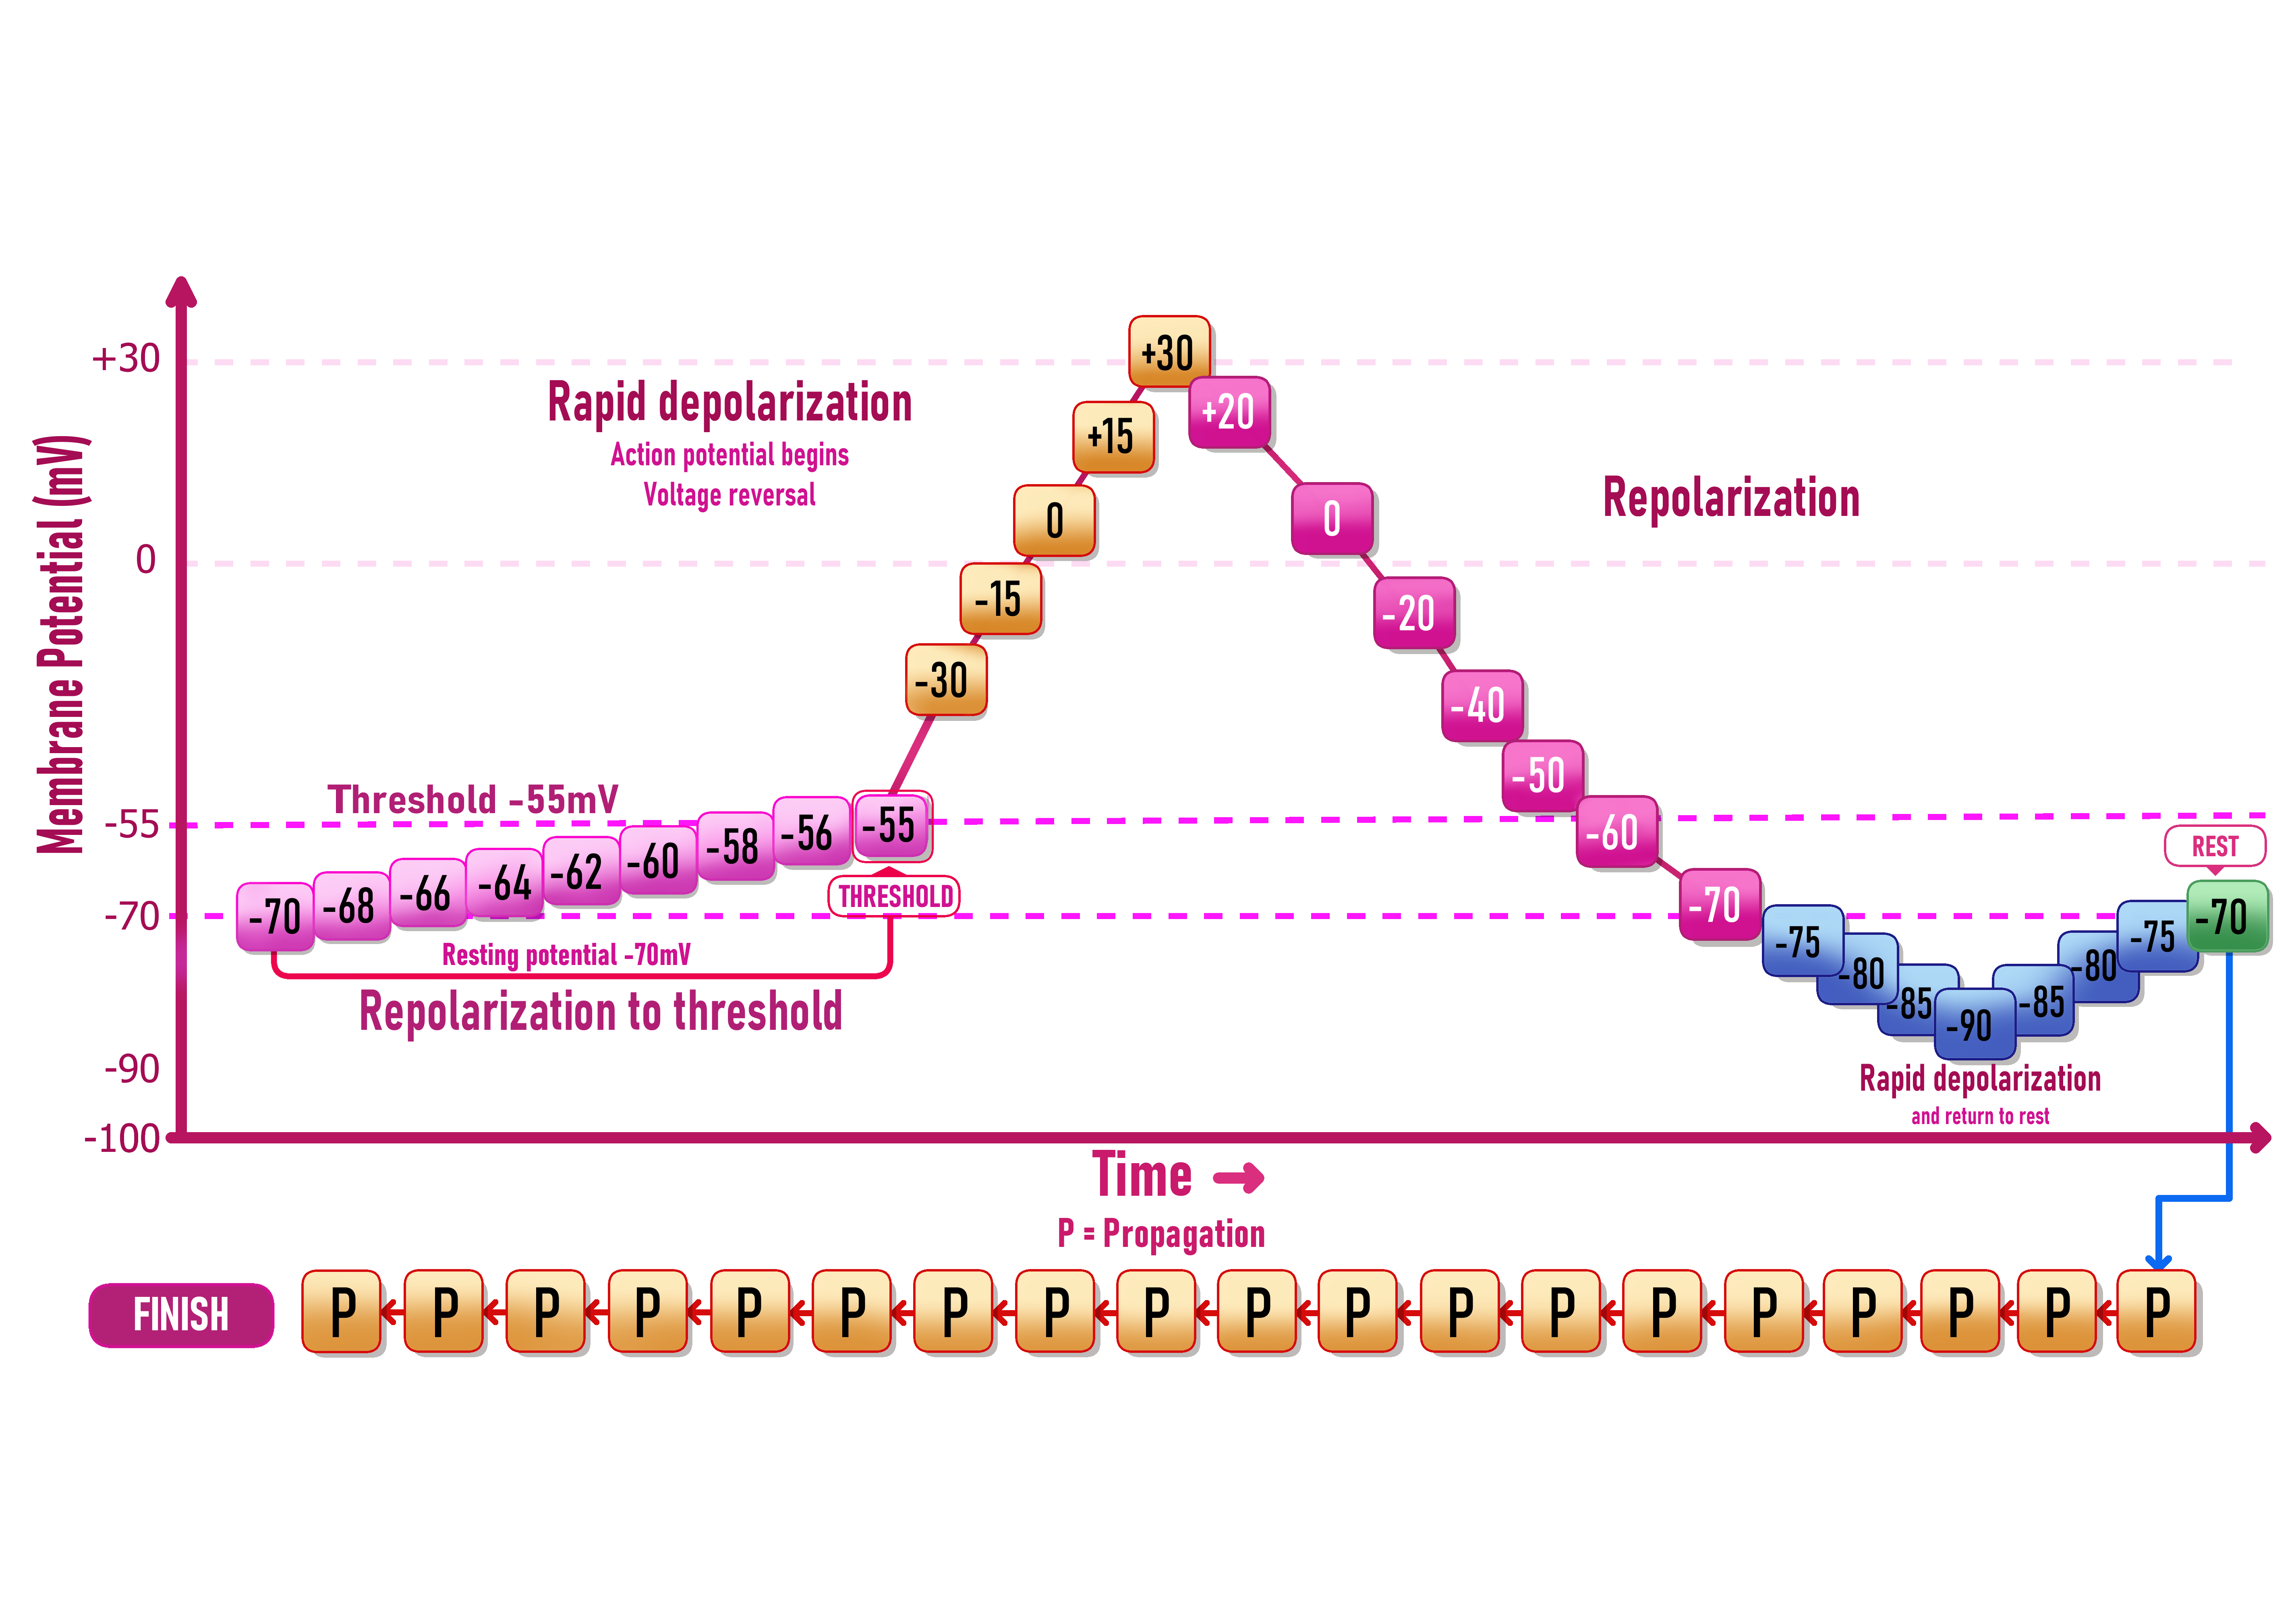 Membrane Potential (mV)
+30
0
-55
-70
-90
-100
Rapid depolarization
Action potential begins
Voltage reversal
Repolarization
Threshold -55mV
-70
-68
-66
-64
-62
-60
-58
-56
-55
THRESHOLD
Resting potential -70mV
Repolarization to threshold
-30
-15
0
+15
+30
+20
0
-20
-40
-50
-60
-70
-75
-80
-85
-90
-85
-80
-75
-70
REST
Rapid depolarization
and return to rest
Time
P = Propagation
FINISH P P P P P P P P P P P P P P P P P P P